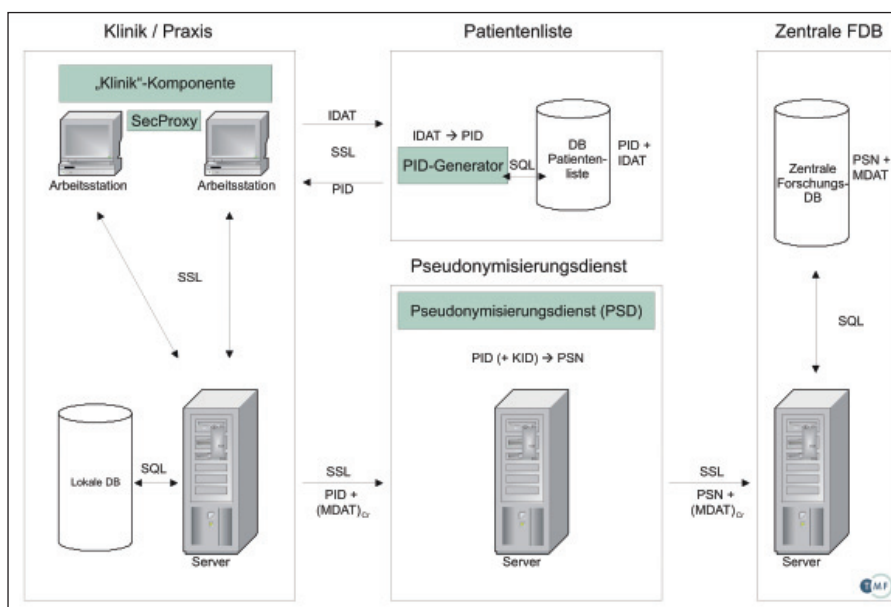 Klinik / Praxis
„Klinik“-Komponente
SecProxy
Arbeitsstation
Arbeitsstation
SSL
Lokale DB
SQL
Server
IDAT
SSL
PID
Patientenliste
IDAT → PID
PID-Generator
SQL
DB
Patienten-
liste
PID +
IDAT
Pseudonymisierungsdienst
Pseudonymisierungsdienst (PSD)
PID (+ KID) → PSN
SSL
PID +
(MDAT)Cr
Server
SSL
PSN +
(MDAT)Cr
Zentrale FDB
Zentrale
Forschungs-
DB
PSN +
MDAT
SQL
Server
TMF